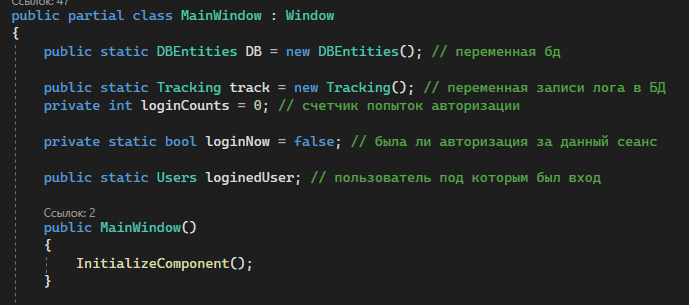 Ссылок: 47
public partial class MainWindow : Window
{
public static DBEntities DB = new DBEntities(); // переменная бд
public static Tracking track = new Tracking(); // переменная записи лога в БД
private int loginCounts = 0; // счетчик попыток авторизации
private static bool loginNow = false; // была ли авторизация за данный сеанс
public static Users loginedUser; // пользователь под которым был вход
Ссылок: 2
public MainWindow()
{
InitializeComponent();
}